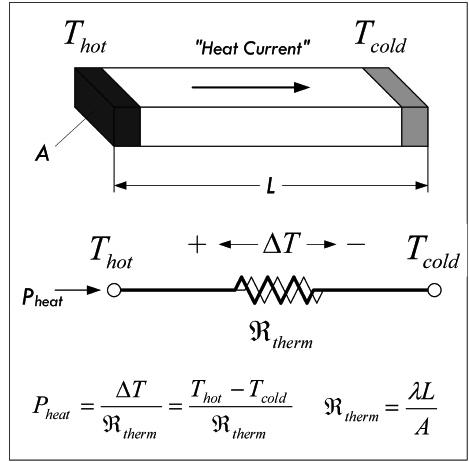 T_hot "Heat Current" T_cold
A
L
T_hot + ΔT − T_cold
P_heat
ℜ_therm
P_heat = ΔT / ℜ_therm = (T_hot − T_cold) / ℜ_therm    ℜ_therm = λL / A